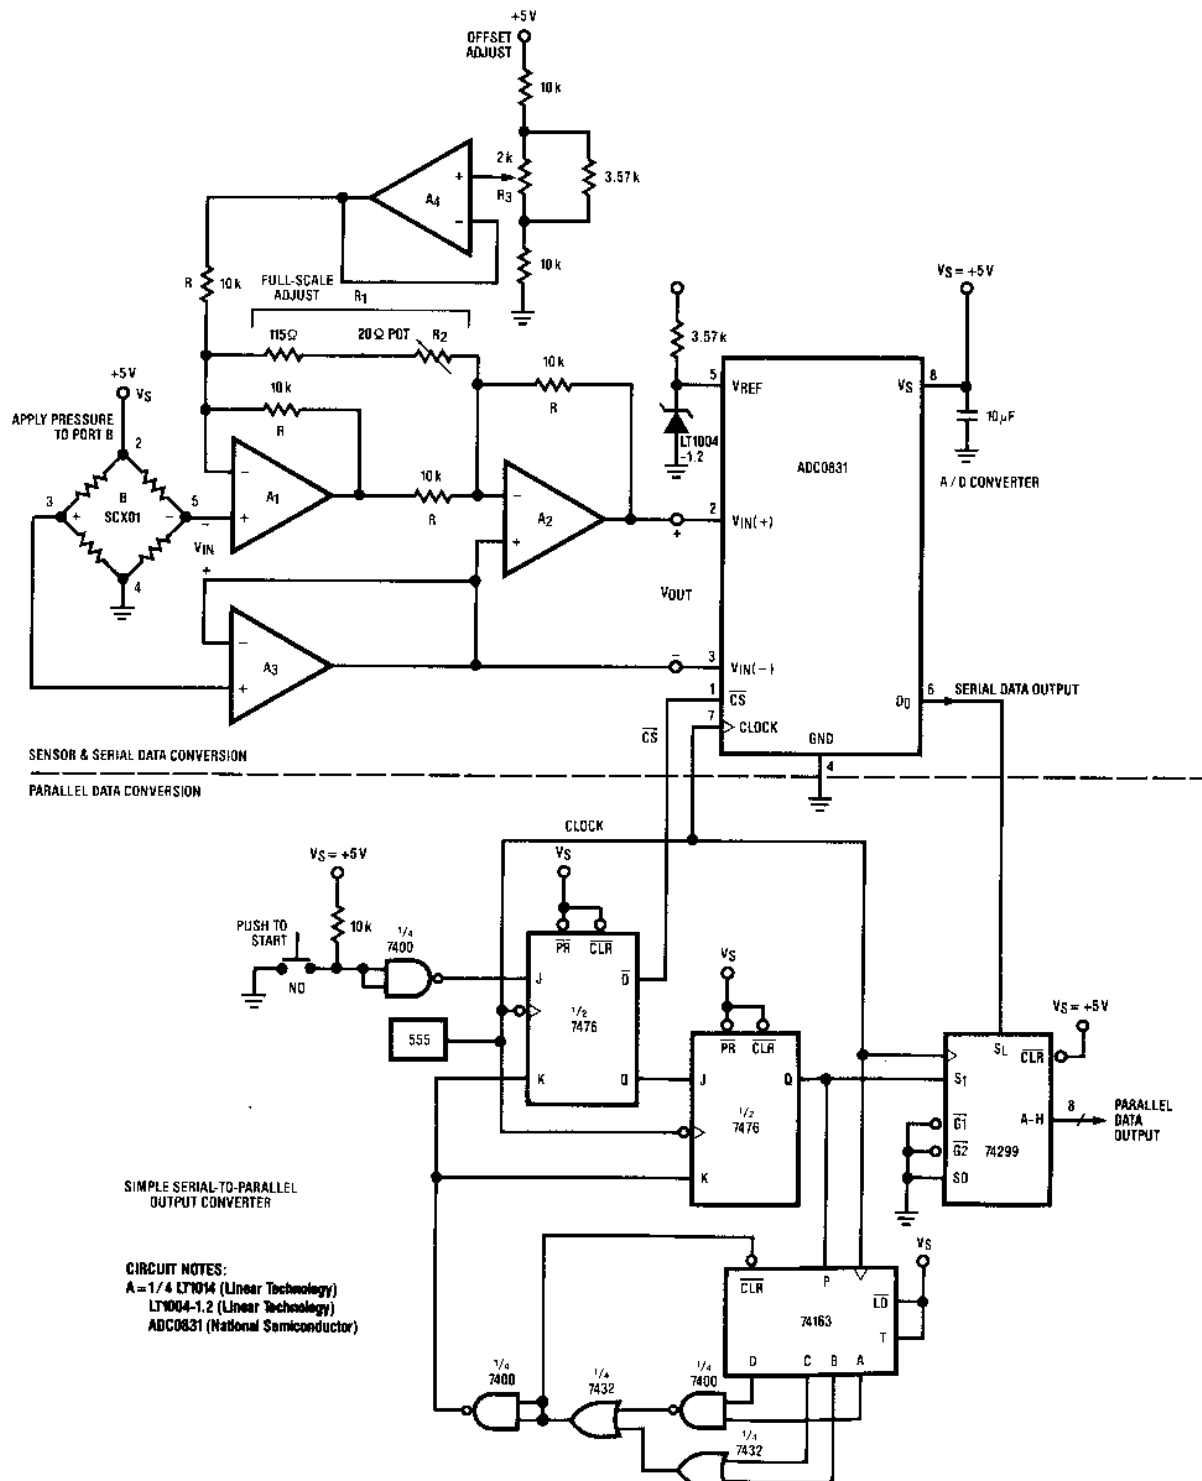 +5V
OFFSET
ADJUST
10k
2k
R3
3.57k
A4
+
−
10k
R
10k
FULL-SCALE
ADJUST
R1
115Ω
20Ω POT
R2
10k
R
10k
R
+5V
VS
APPLY PRESSURE
TO PORT B
2
3
+
B
SCX01
−
5
4
−
VIN
+
−
A1
+
10k
R
−
A2
+
−
A3
+
VOUT
+
−
3.57k
LT1004
-1.2
VS = +5V
5
VREF
VS
8
10µF
ADC0831
A/D CONVERTER
2
VIN(+)
3
VIN(−)
1
CS
7
CLOCK
GND
4
D0
6
SERIAL DATA OUTPUT
CS
SENSOR & SERIAL DATA CONVERSION
PARALLEL DATA CONVERSION
CLOCK
VS = +5V
10k
PUSH TO
START
NO
1/4
7400
VS
PR
CLR
J
Q
1/2
7476
K
Q
555
VS
PR
CLR
J
Q
1/2
7476
K
VS = +5V
SL
CLR
S1
G1
G2
74299
S0
A-H
8
PARALLEL
DATA
OUTPUT
SIMPLE SERIAL-TO-PARALLEL
OUTPUT CONVERTER
CIRCUIT NOTES:
A = 1/4 LT1014 (Linear Technology)
LT1004-1.2 (Linear Technology)
ADC0831 (National Semiconductor)
VS
CLR
P
LD
74163
T
D
C
B
A
1/4
7400
1/4
7432
1/4
7400
1/4
7432